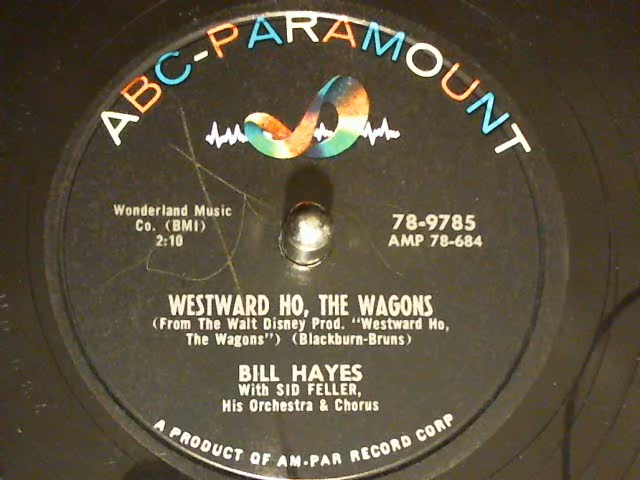 ABC-PARAMOUNT
Wonderland Music
Co. (BMI)
2:10
78-9785
AMP 78-684
WESTWARD HO, THE WAGONS
(From The Walt Disney Prod. "Westward Ho,
The Wagons") (Blackburn-Bruns)
BILL HAYES
With SID FELLER,
His Orchestra & Chorus
A PRODUCT OF AM-PAR RECORD CORP